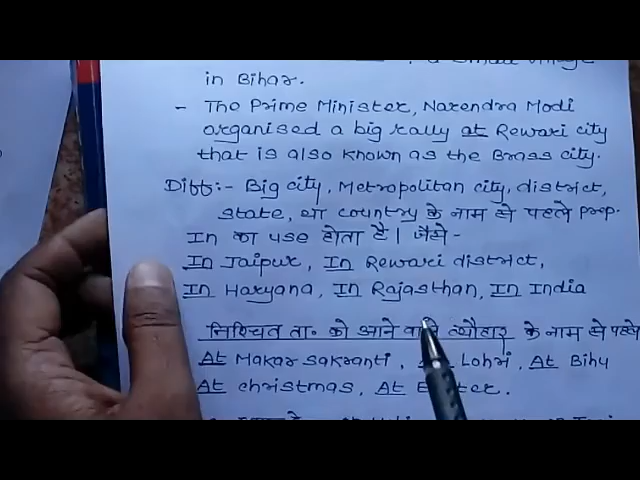 in Bihar.
- The Prime Minister, Narendra Modi
organised a big rally at Rewari city
that is also known as the Brass city.
Diff:- Big city, Metropolitan city, district,
state, या country के नाम से पहले prep.
In का use होता है। जैसे-
In Jaipur, In Rewari district,
In Haryana, In Rajasthan, In India
निश्चित ता॰ को आने वाले त्यौहार के नाम से पहले
At Makar Sakranti, Lohri, At Bihu
At christmas, At